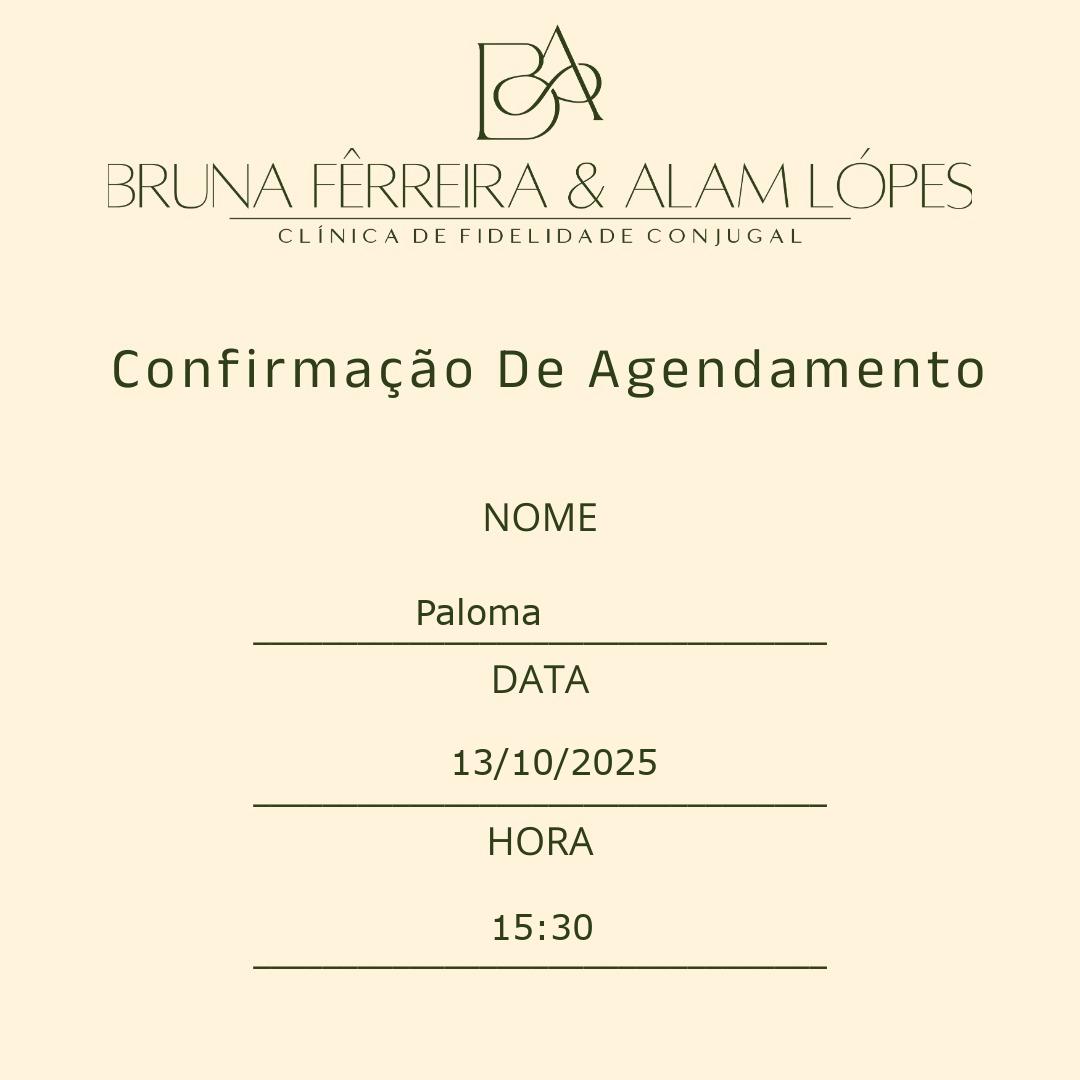 BA
BRUNA FÊRREIRA & ALAM LÓPES
CLÍNICA DE FIDELIDADE CONJUGAL
Confirmação De Agendamento
NOME
Paloma
DATA
13/10/2025
HORA
15:30